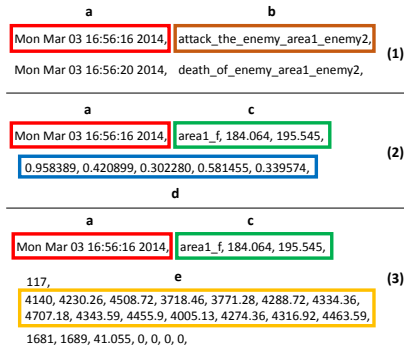 a b
Mon Mar 03 16:56:16 2014, attack_the_enemy_area1_enemy2,
(1)
Mon Mar 03 16:56:20 2014, death_of_enemy_area1_enemy2,
a c
Mon Mar 03 16:56:16 2014, area1_f, 184.064, 195.545,
(2)
0.958389, 0.420899, 0.302280, 0.581455, 0.339574,
d
a c
Mon Mar 03 16:56:16 2014, area1_f, 184.064, 195.545,
(3)
117,
e
4140, 4230.26, 4508.72, 3718.46, 3771.28, 4288.72, 4334.36,
4707.18, 4343.59, 4455.9, 4005.13, 4274.36, 4316.92, 4463.59,
1681, 1689, 41.055, 0, 0, 0, 0,